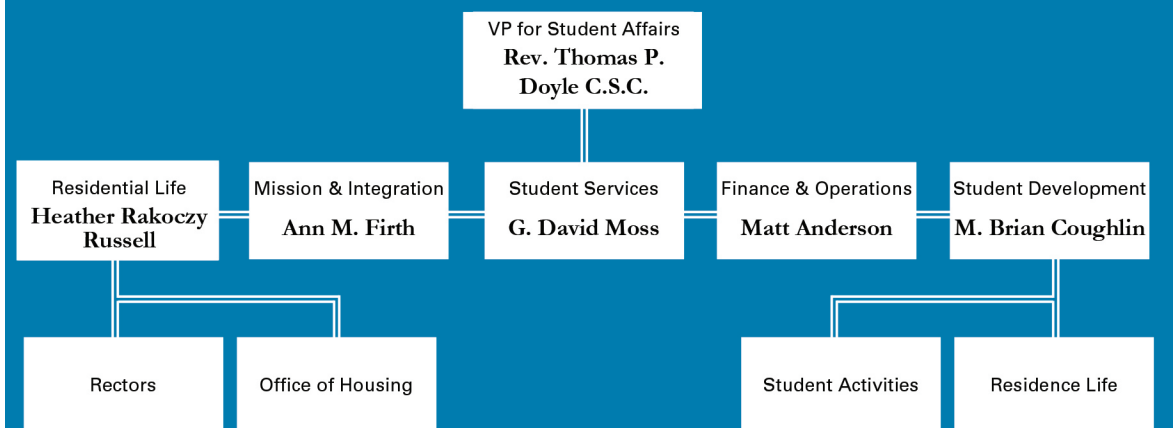 VP for Student Affairs
Rev. Thomas P.
Doyle C.S.C.
Residential Life
Heather Rakoczy
Russell
Mission & Integration
Ann M. Firth
Student Services
G. David Moss
Finance & Operations
Matt Anderson
Student Development
M. Brian Coughlin
Rectors
Office of Housing
Student Activities
Residence Life